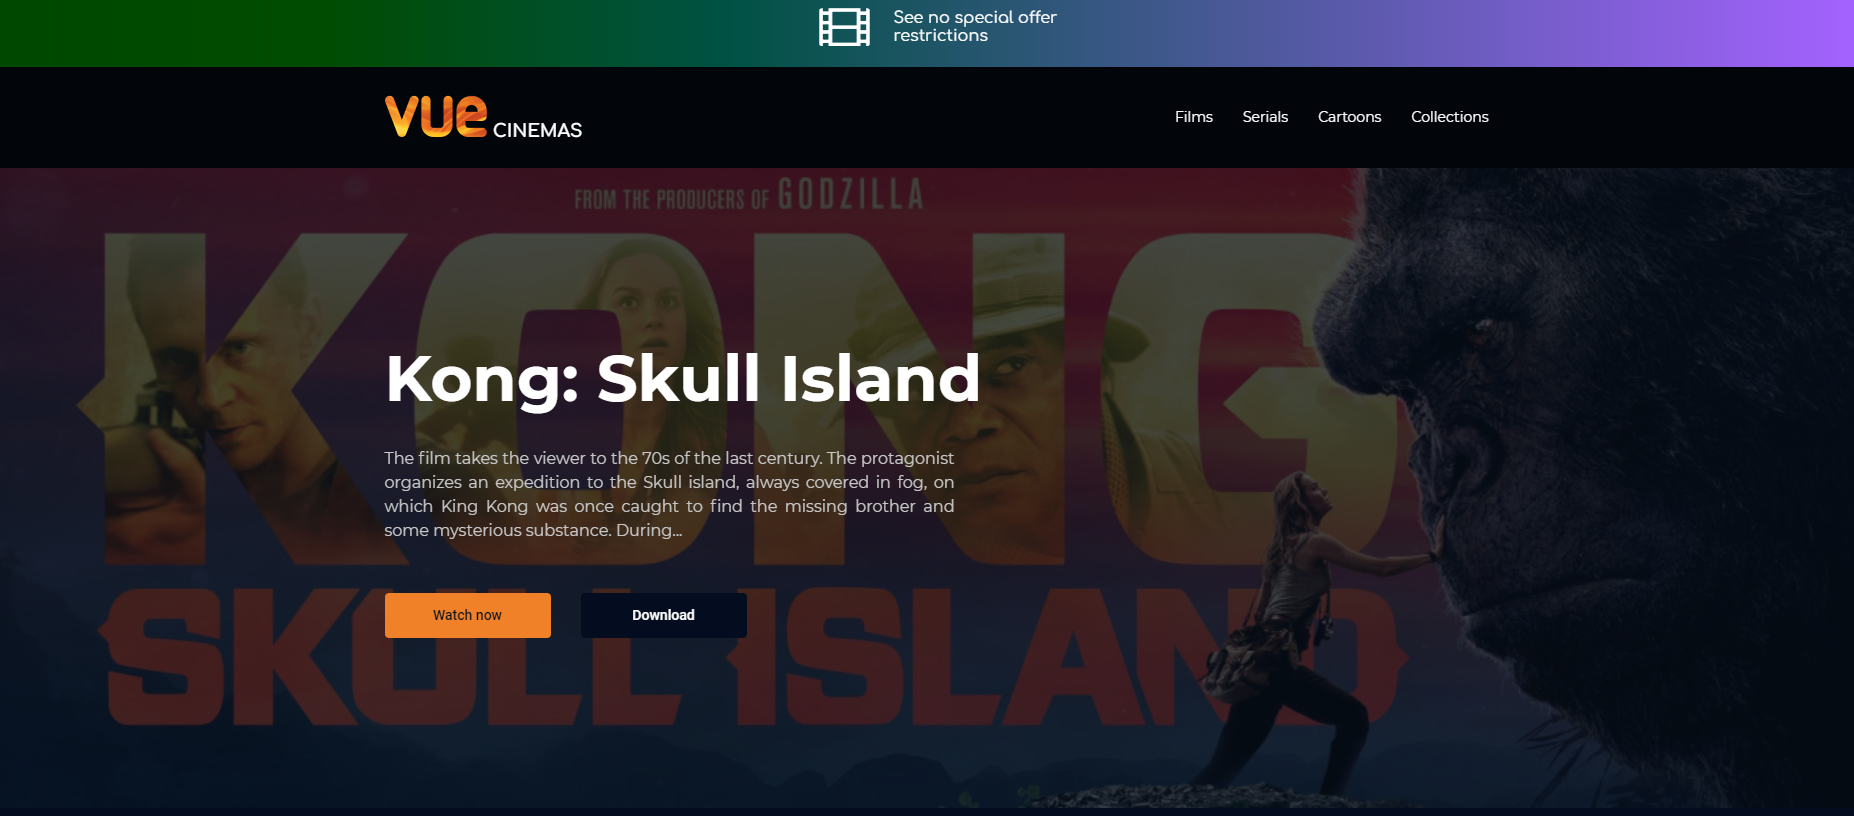 See no special offer
restrictions
vue CINEMAS
Films Serials Cartoons Collections
FROM THE PRODUCERS OF GODZILLA
KONG
Kong: Skull Island
The film takes the viewer to the 70s of the last century. The protagonist
organizes an expedition to the Skull island, always covered in fog, on
which King Kong was once caught to find the missing brother and
some mysterious substance. During...
Watch now Download
SKULL ISLAND